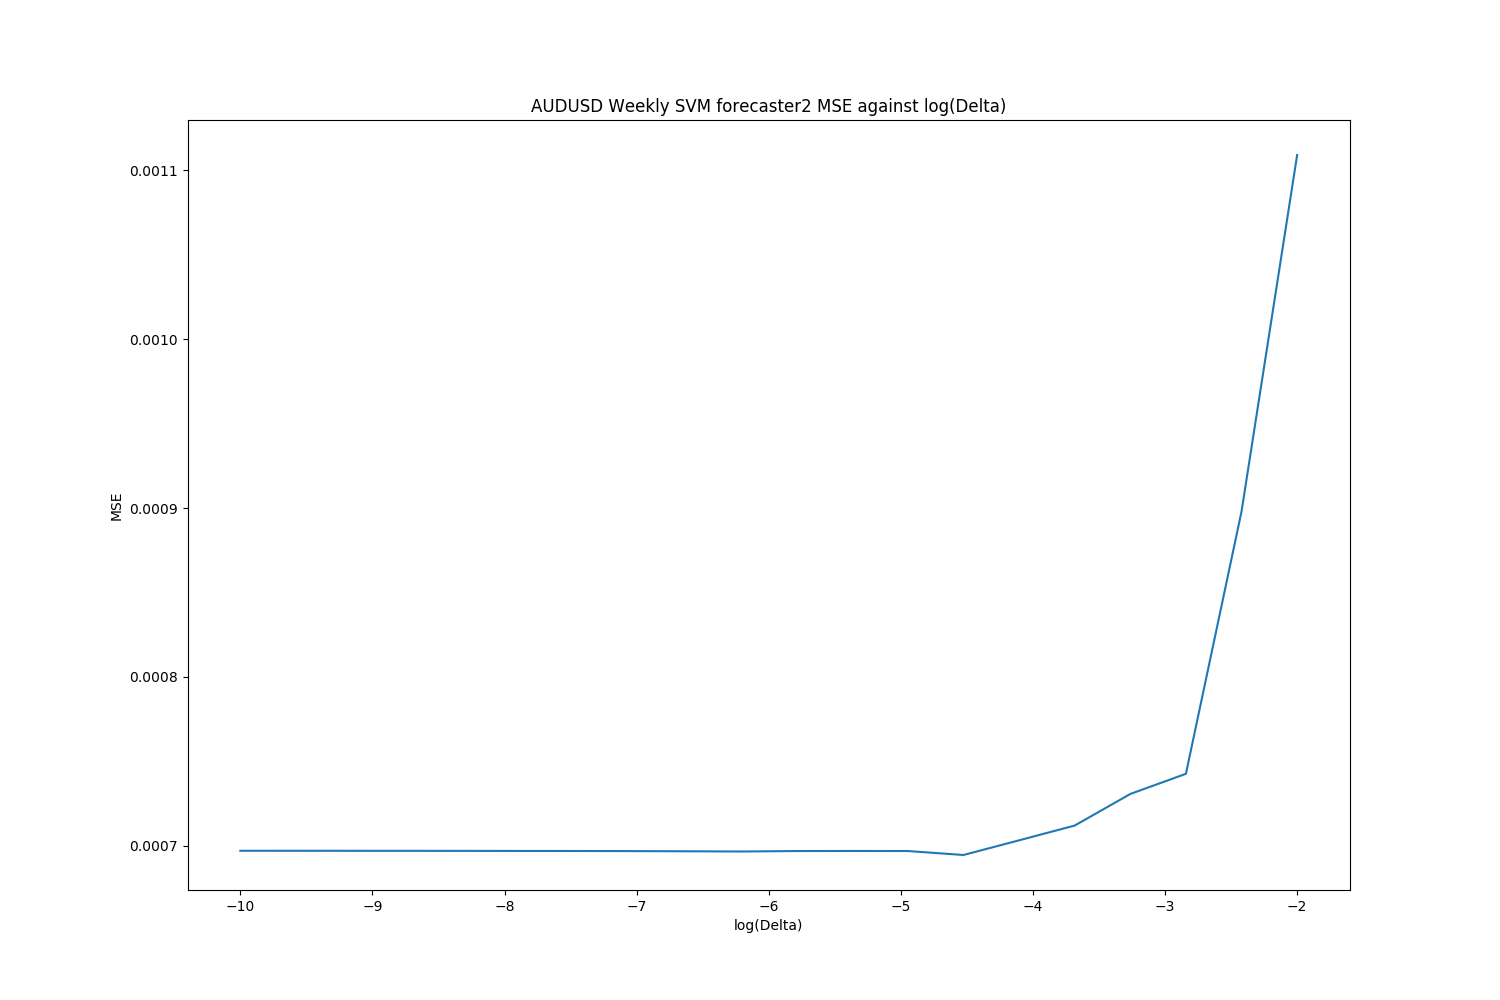 AUDUSD Weekly SVM forecaster2 MSE against log(Delta)
0.0011
0.0010
0.0009
0.0008
0.0007
MSE
−10 −9 −8 −7 −6 −5 −4 −3 −2
log(Delta)